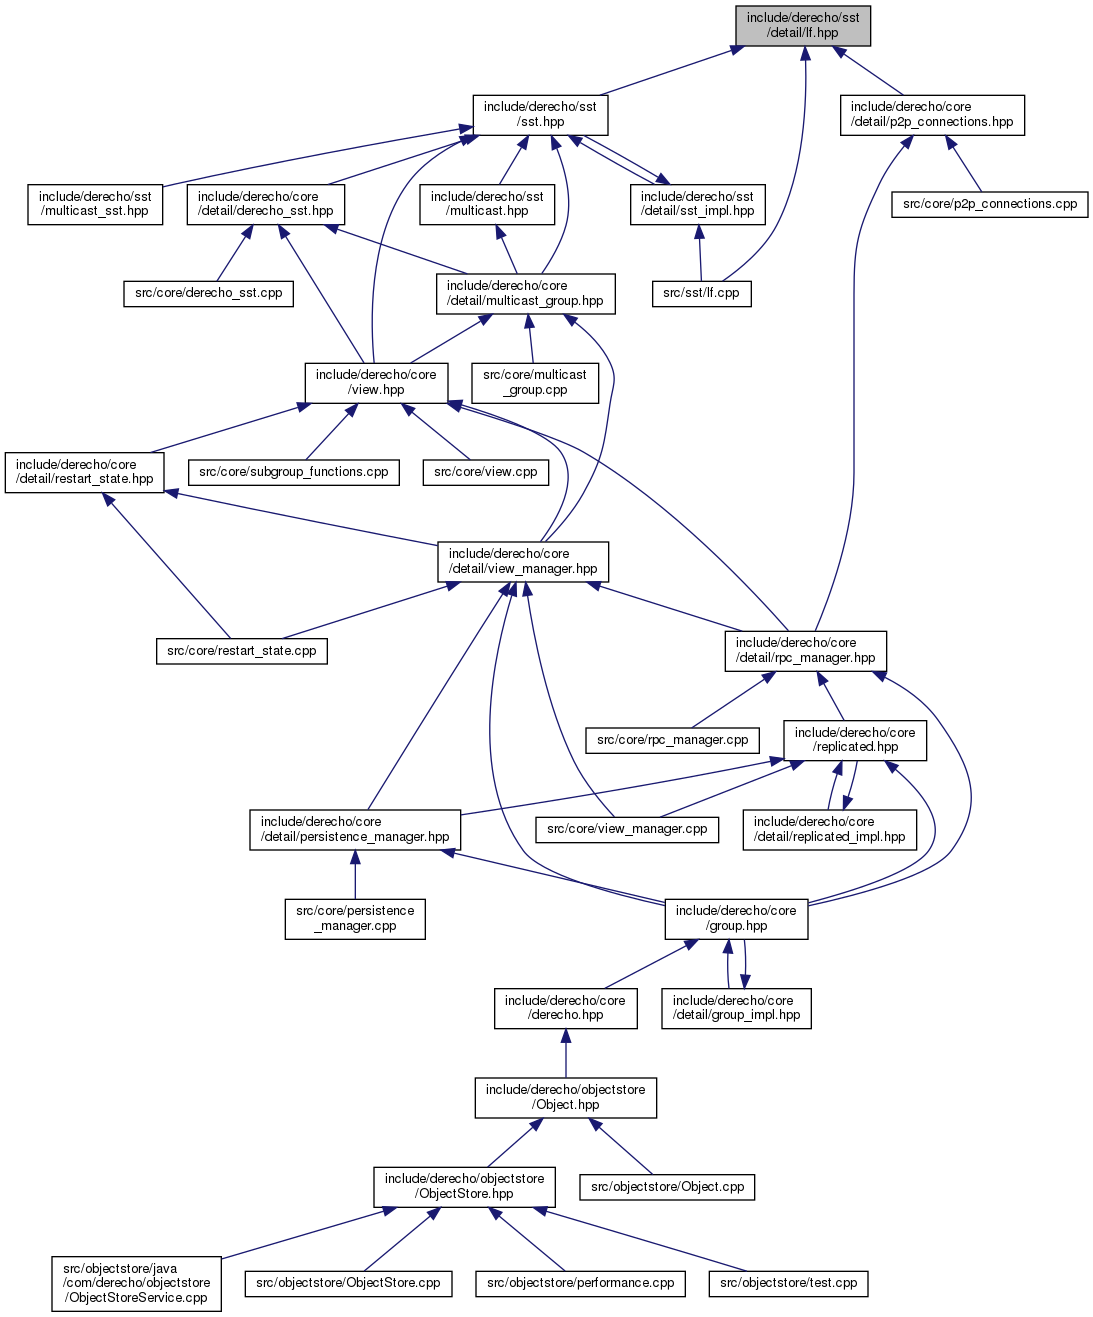 include/derecho/sst
/detail/lf.hpp
include/derecho/sst
/sst.hpp
include/derecho/core
/detail/p2p_connections.hpp
include/derecho/sst
/multicast_sst.hpp
include/derecho/core
/detail/derecho_sst.hpp
include/derecho/sst
/multicast.hpp
include/derecho/sst
/detail/sst_impl.hpp
src/core/p2p_connections.cpp
src/core/derecho_sst.cpp
include/derecho/core
/detail/multicast_group.hpp
src/sst/lf.cpp
include/derecho/core
/view.hpp
src/core/multicast
_group.cpp
include/derecho/core
/detail/restart_state.hpp
src/core/subgroup_functions.cpp
src/core/view.cpp
include/derecho/core
/detail/view_manager.hpp
src/core/restart_state.cpp
include/derecho/core
/detail/rpc_manager.hpp
src/core/rpc_manager.cpp
include/derecho/core
/replicated.hpp
include/derecho/core
/detail/persistence_manager.hpp
src/core/view_manager.cpp
include/derecho/core
/detail/replicated_impl.hpp
src/core/persistence
_manager.cpp
include/derecho/core
/group.hpp
include/derecho/core
/derecho.hpp
include/derecho/core
/detail/group_impl.hpp
include/derecho/objectstore
/Object.hpp
include/derecho/objectstore
/ObjectStore.hpp
src/objectstore/Object.cpp
src/objectstore/java
/com/derecho/objectstore
/ObjectStoreService.cpp
src/objectstore/ObjectStore.cpp
src/objectstore/performance.cpp
src/objectstore/test.cpp